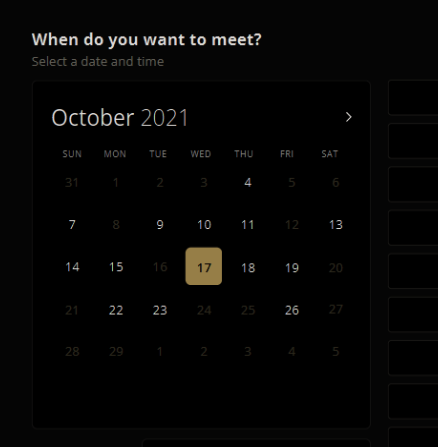 When do you want to meet?
Select a date and time
October 2021
SUN MON TUE WED THU FRI SAT
31 1 2 3 4 5 6
7 8 9 10 11 12 13
14 15 16 17 18 19 20
21 22 23 24 25 26 27
28 29 1 2 3 4 5